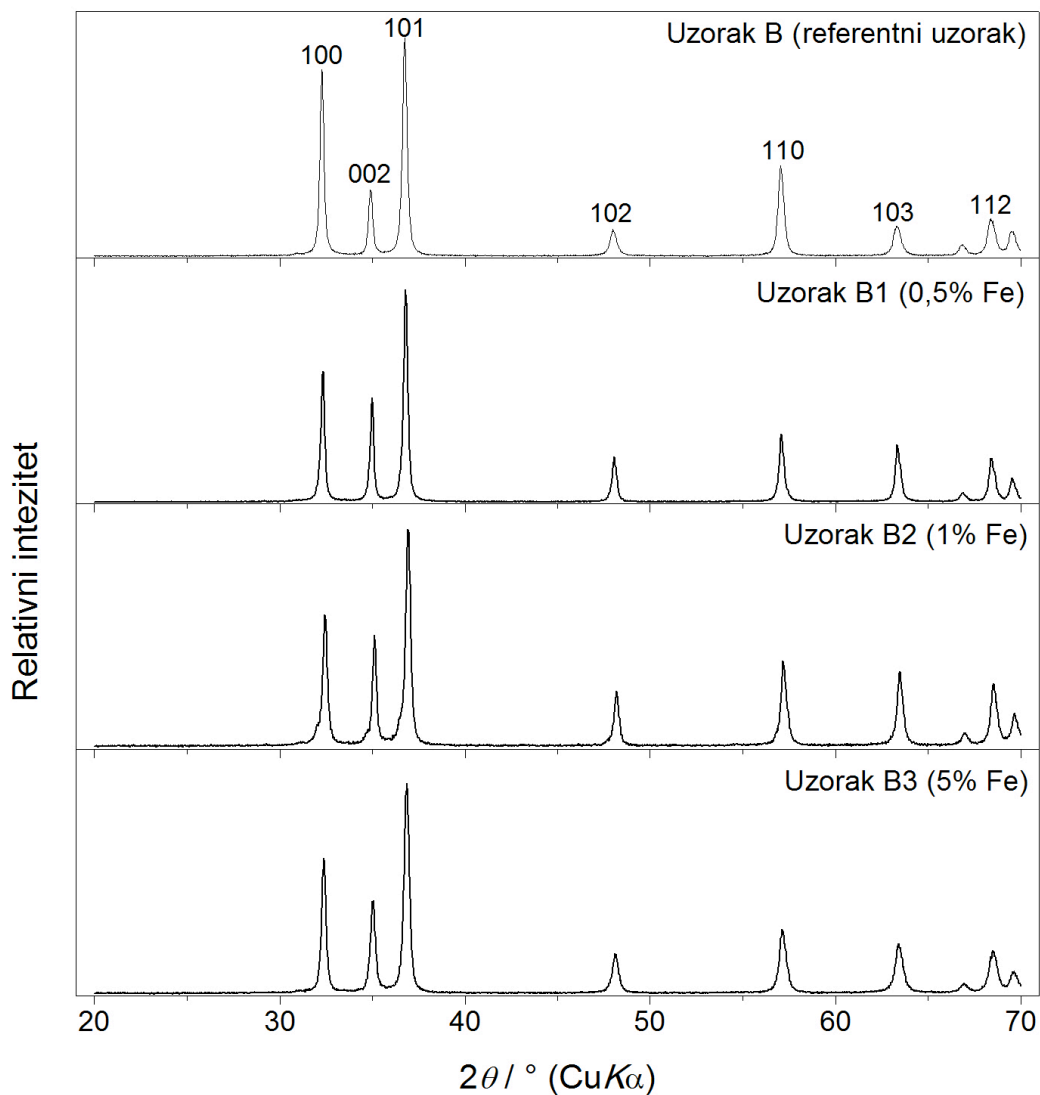 Uzorak B (referentni uzorak)
100
002
101
102
110
103
112
Uzorak B1 (0,5% Fe)
Uzorak B2 (1% Fe)
Uzorak B3 (5% Fe)
Relativni intezitet
20 30 40 50 60 70
2θ / ° (CuKα)